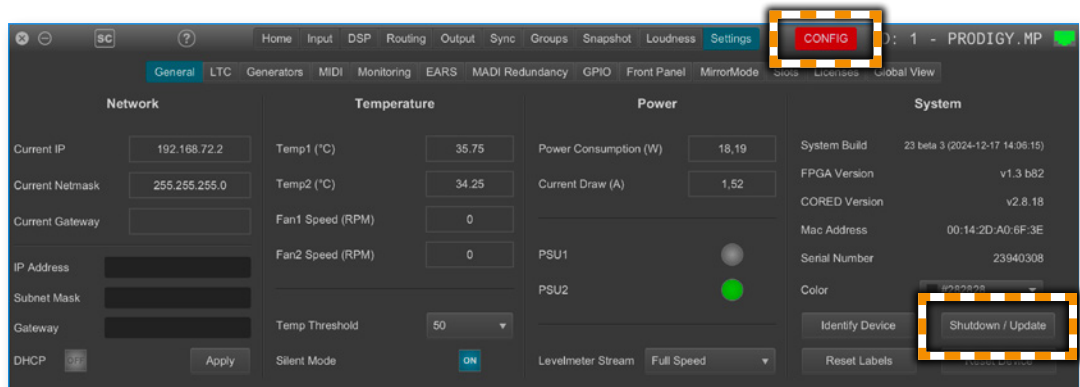 SC ? Home Input DSP Routing Output Sync Groups Snapshot Loudness Settings CONFIG : 1 - PRODIGY.MP
General LTC Generators MIDI Monitoring EARS MADI Redundancy GPIO Front Panel MirrorMode Slots Licenses Global View
Network Temperature Power System
Current IP 192.168.72.2 Temp1 (°C) 35.75 Power Consumption (W) 18,19 System Build 23 beta 3 (2024-12-17 14:06:15)
FPGA Version v1.3 b82
Current Netmask 255.255.255.0 Temp2 (°C) 34.25 Current Draw (A) 1,52
CORED Version v2.8.18
Current Gateway Fan1 Speed (RPM) 0
Mac Address 00:14:2D:A0:6F:3E
Fan2 Speed (RPM) 0 PSU1 Serial Number 23940308
IP Address
PSU2 Color #282828
Subnet Mask
Gateway Temp Threshold 50 Identify Device Shutdown / Update
DHCP OFF Apply Silent Mode ON Levelmeter Stream Full Speed Reset Labels Reset Device